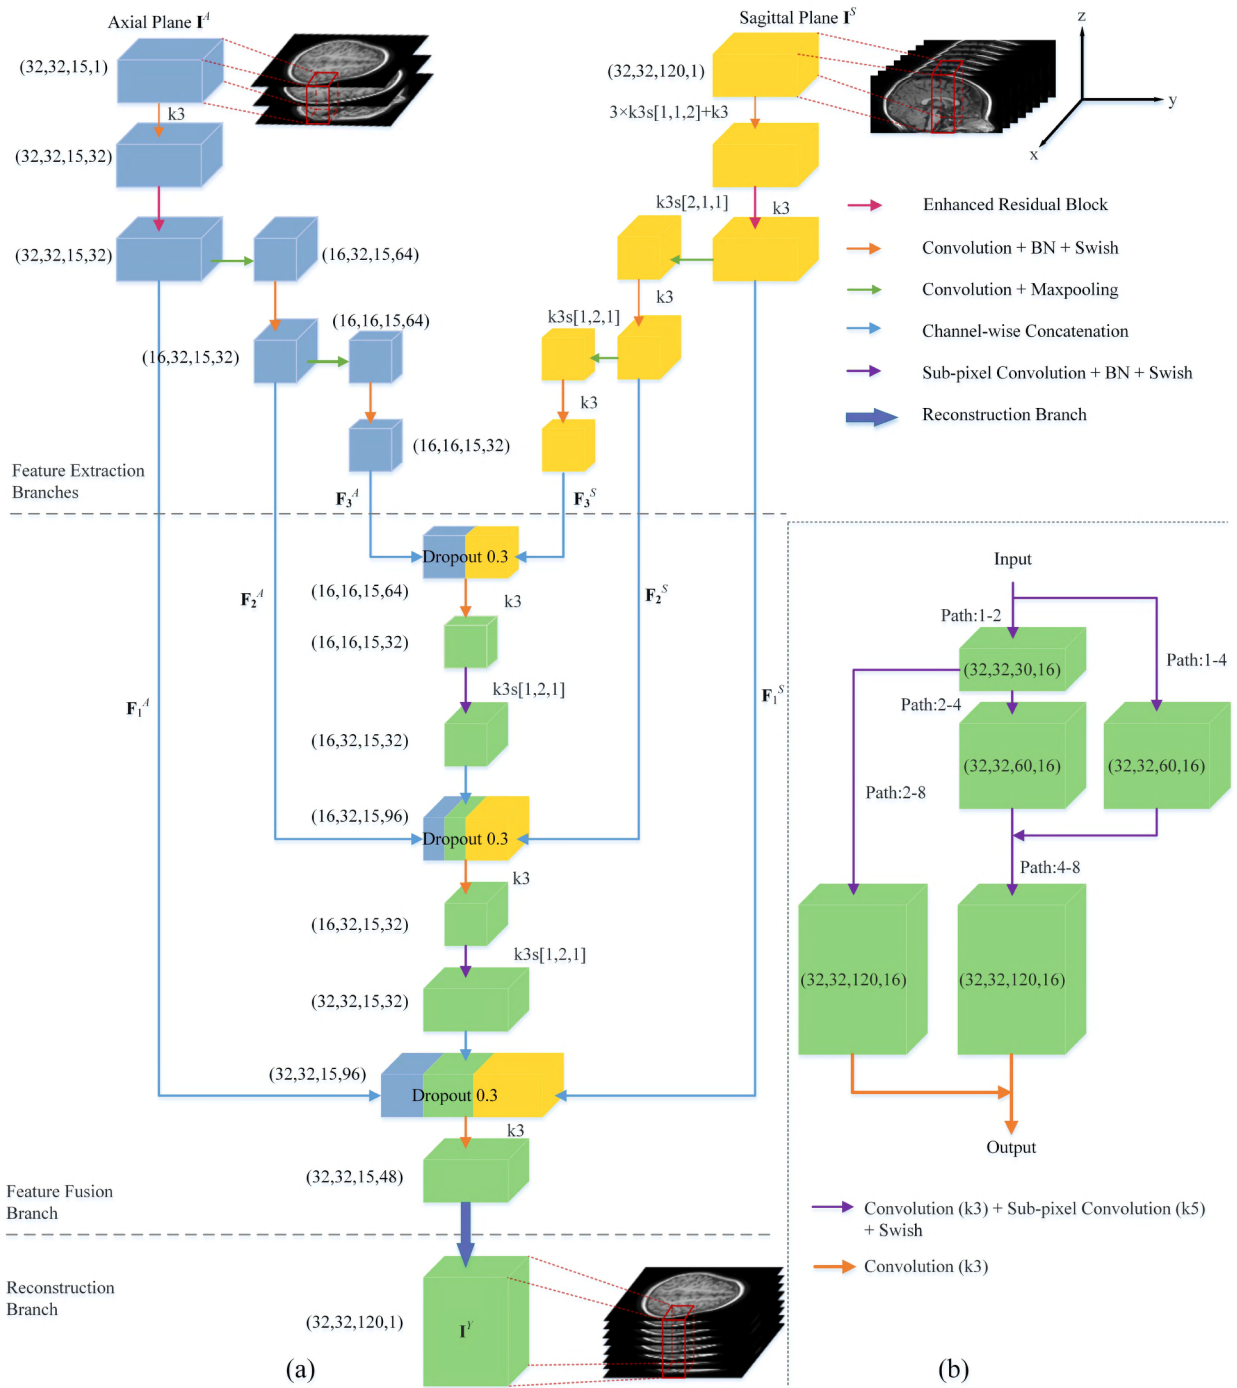 Axial Plane I^A
Sagittal Plane I^S
z
y
x
(32,32,15,1)
k3
(32,32,120,1)
3×k3s[1,1,2]+k3
(32,32,15,32)
(32,32,15,32)
(16,32,15,64)
k3s[2,1,1]
k3
k3
(16,32,15,32)
(16,16,15,64)
k3s[1,2,1]
k3
(16,16,15,32)
Enhanced Residual Block
Convolution + BN + Swish
Convolution + Maxpooling
Channel-wise Concatenation
Sub-pixel Convolution + BN + Swish
Reconstruction Branch
Feature Extraction
Branches
F3^A
F3^S
Dropout 0.3
(16,16,15,64)
k3
F2^A
F2^S
(16,16,15,32)
k3s[1,2,1]
F1^A
F1^S
(16,32,15,32)
(16,32,15,96)
Dropout 0.3
k3
(16,32,15,32)
k3s[1,2,1]
(32,32,15,32)
(32,32,15,96)
Dropout 0.3
k3
(32,32,15,48)
Feature Fusion
Branch
Reconstruction
Branch
(32,32,120,1)
I^Y
(a)
Input
Path:1-2
Path:1-4
(32,32,30,16)
Path:2-4
(32,32,60,16)
(32,32,60,16)
Path:2-8
Path:4-8
(32,32,120,16)
(32,32,120,16)
Output
Convolution (k3) + Sub-pixel Convolution (k5)
+ Swish
Convolution (k3)
(b)